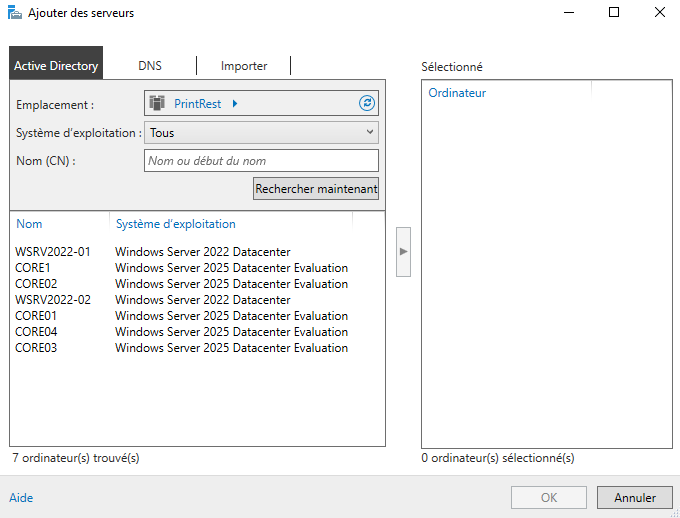 Ajouter des serveurs
Active Directory DNS Importer
Sélectionné
Emplacement : PrintRest
Ordinateur
Système d'exploitation : Tous
Nom (CN) : Nom ou début du nom
Rechercher maintenant
Nom Système d'exploitation
WSRV2022-01 Windows Server 2022 Datacenter
CORE1 Windows Server 2025 Datacenter Evaluation
CORE02 Windows Server 2025 Datacenter Evaluation
WSRV2022-02 Windows Server 2022 Datacenter
CORE01 Windows Server 2025 Datacenter Evaluation
CORE04 Windows Server 2025 Datacenter Evaluation
CORE03 Windows Server 2025 Datacenter Evaluation
7 ordinateur(s) trouvé(s)
0 ordinateur(s) sélectionné(s)
Aide
OK
Annuler